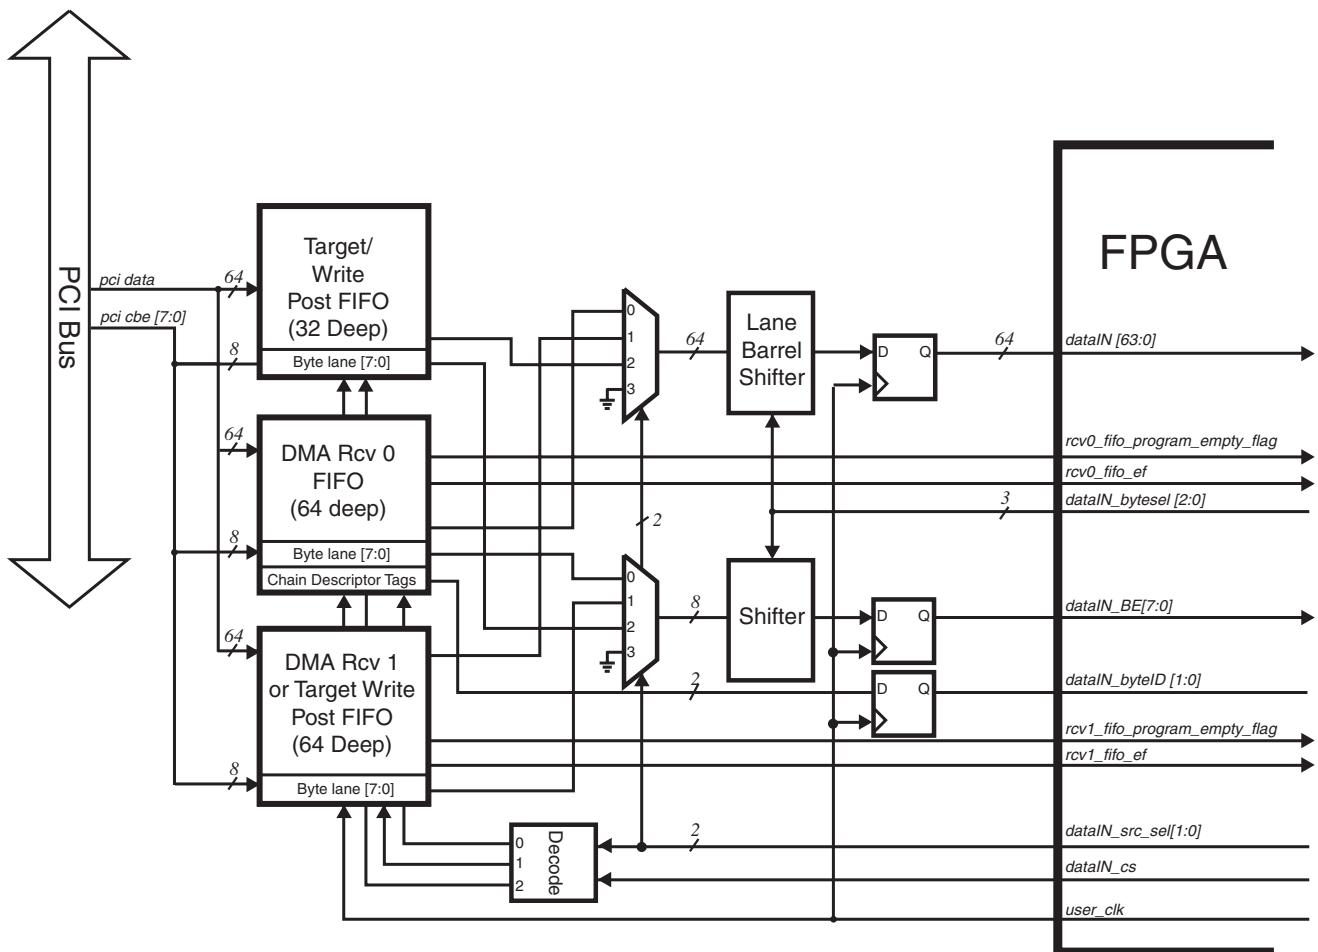 PCI Bus
pci data
pci cbe [7:0]
64
8
64
8
64
8
Target/
Write
Post FIFO
(32 Deep)
Byte lane [7:0]
DMA Rcv 0
FIFO
(64 deep)
Byte lane [7:0]
Chain Descriptor Tags
DMA Rcv 1
or Target Write
Post FIFO
(64 Deep)
Byte lane [7:0]
0
1
2
3
64
Lane
Barrel
Shifter
D Q
64
2
0
1
2
3
8
Shifter
D Q
2
D Q
3
Decode
0
1
2
2
FPGA
dataIN [63:0]
rcv0_fifo_program_empty_flag
rcv0_fifo_ef
dataIN_bytesel [2:0]
dataIN_BE[7:0]
dataIN_byteID [1:0]
rcv1_fifo_program_empty_flag
rcv1_fifo_ef
dataIN_src_sel[1:0]
dataIN_cs
user_clk